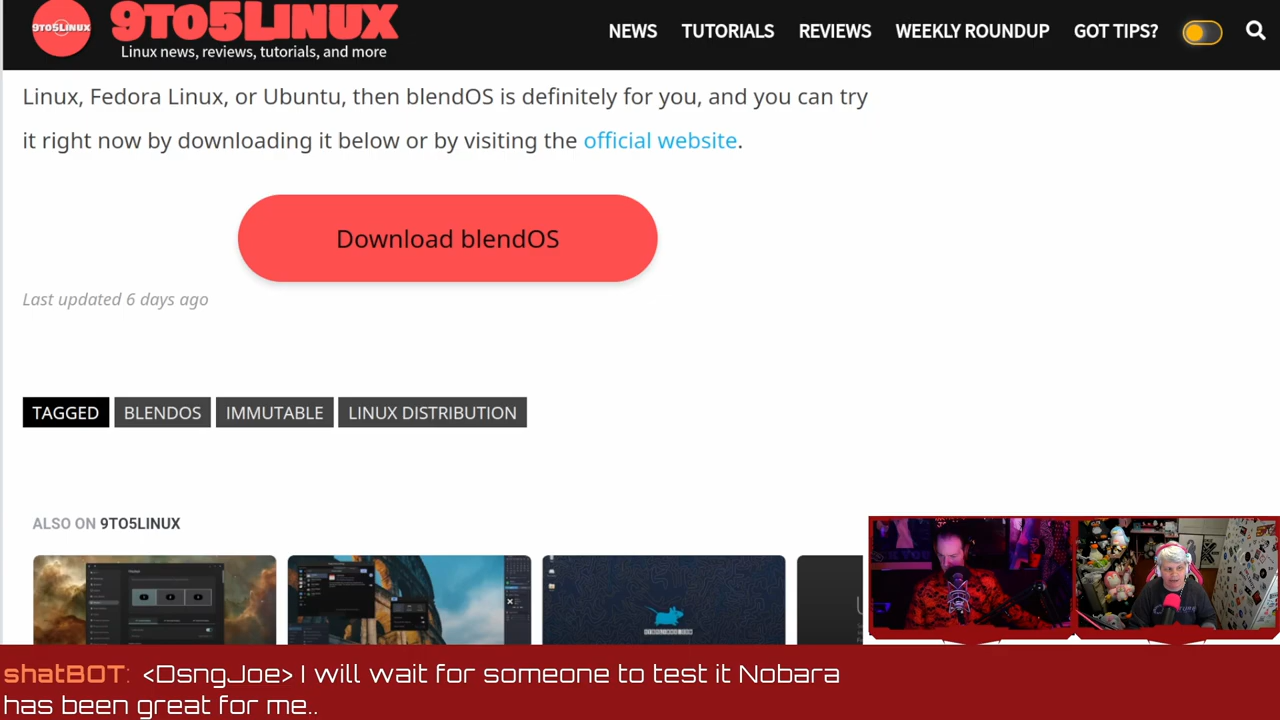 9TO5LINUX
9TO5LINUX
Linux news, reviews, tutorials, and more
NEWS TUTORIALS REVIEWS WEEKLY ROUNDUP GOT TIPS?
Linux, Fedora Linux, or Ubuntu, then blendOS is definitely for you, and you can try
it right now by downloading it below or by visiting the official website.
Download blendOS
Last updated 6 days ago
TAGGED BLENDOS IMMUTABLE LINUX DISTRIBUTION
ALSO ON 9TO5LINUX
shatBOT: <DsngJoe> I will wait for someone to test it Nobara
has been great for me..